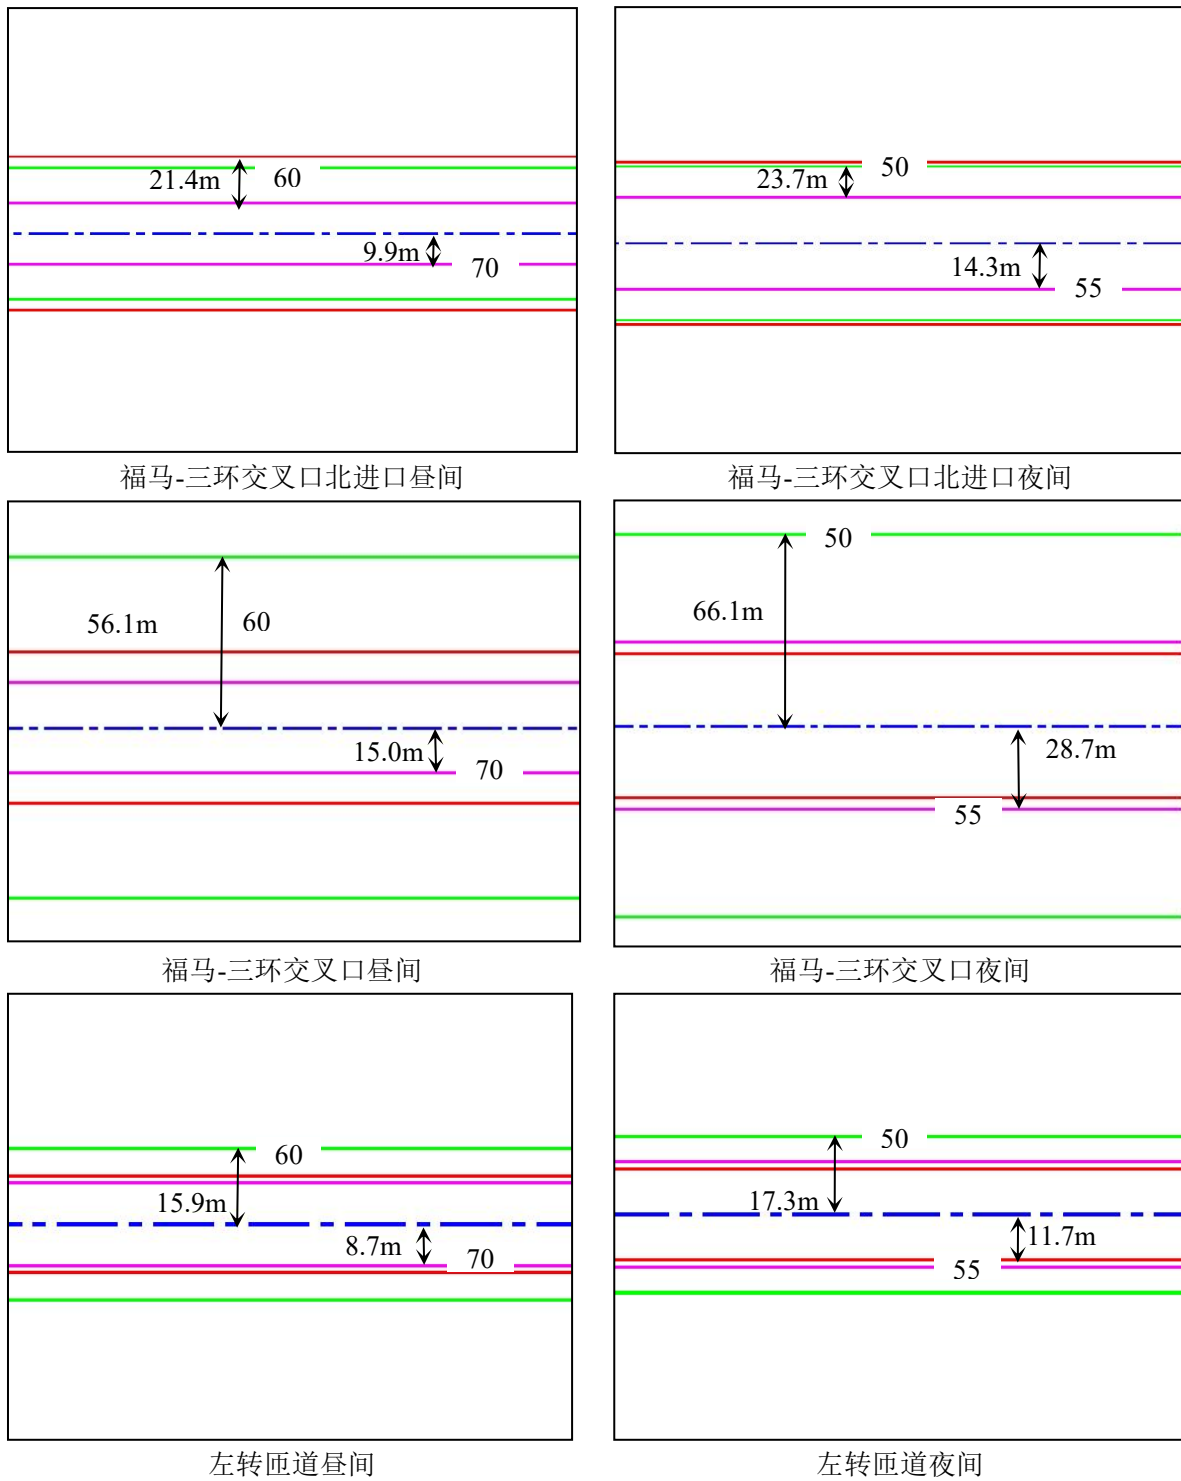 21.4m
60
9.9m
70
福马-三环交叉口北进口昼间
50
23.7m
14.3m
55
福马-三环交叉口北进口夜间
56.1m
60
15.0m
70
福马-三环交叉口昼间
50
66.1m
28.7m
55
福马-三环交叉口夜间
60
15.9m
8.7m
70
左转匝道昼间
50
17.3m
11.7m
55
左转匝道夜间